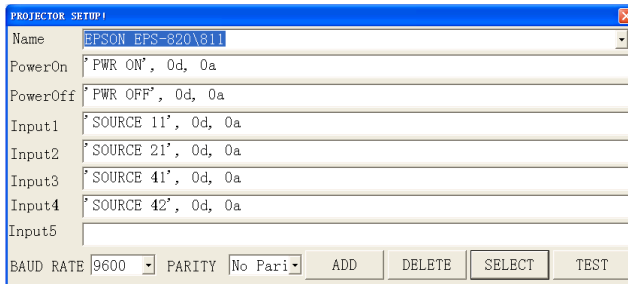 PROJECTOR SETUP!
Name EPSON EPS-820\811
PowerOn 'PWR ON', 0d, 0a
PowerOff 'PWR OFF', 0d, 0a
Input1 'SOURCE 11', 0d, 0a
Input2 'SOURCE 21', 0d, 0a
Input3 'SOURCE 41', 0d, 0a
Input4 'SOURCE 42', 0d, 0a
Input5
BAUD RATE 9600 PARITY No Pari ADD DELETE SELECT TEST